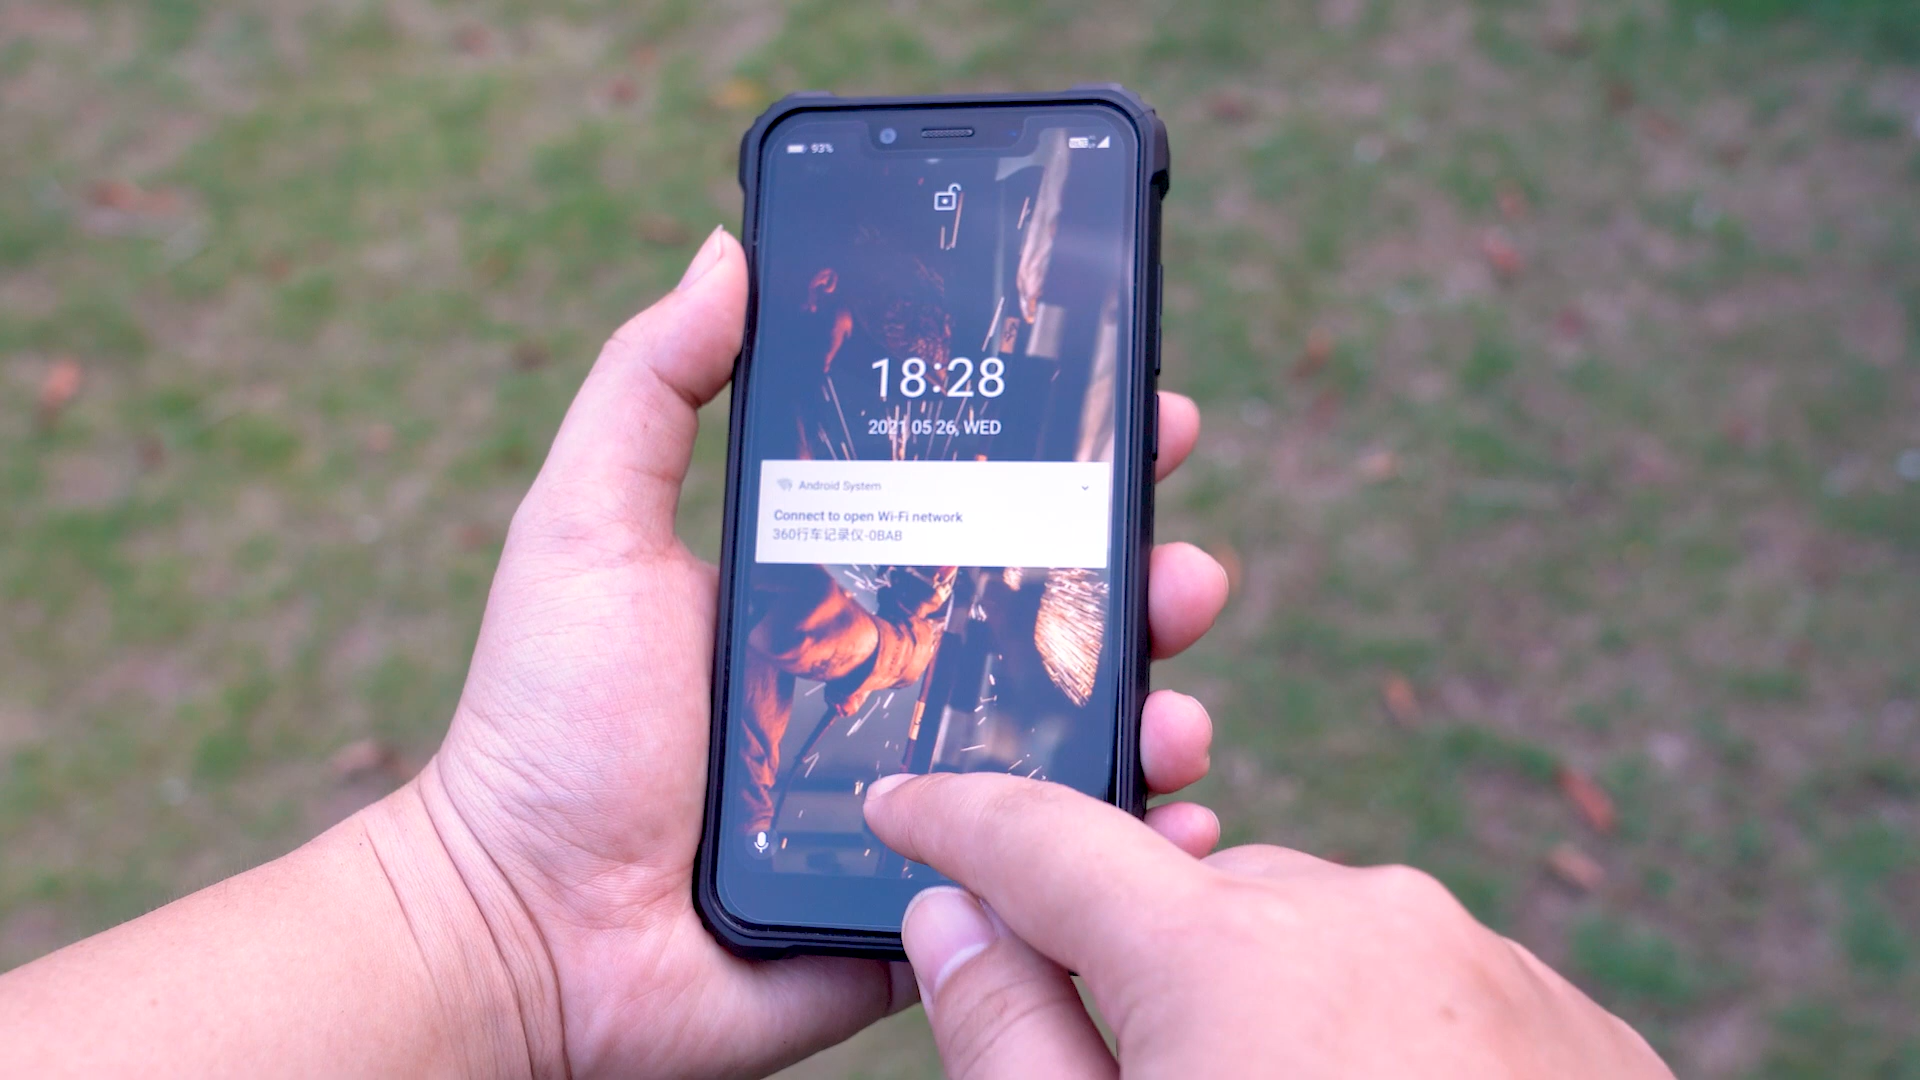 93%
18:28
2021 05 26, WED
Android System
Connect to open Wi-Fi network
360行车记录仪-0BAB